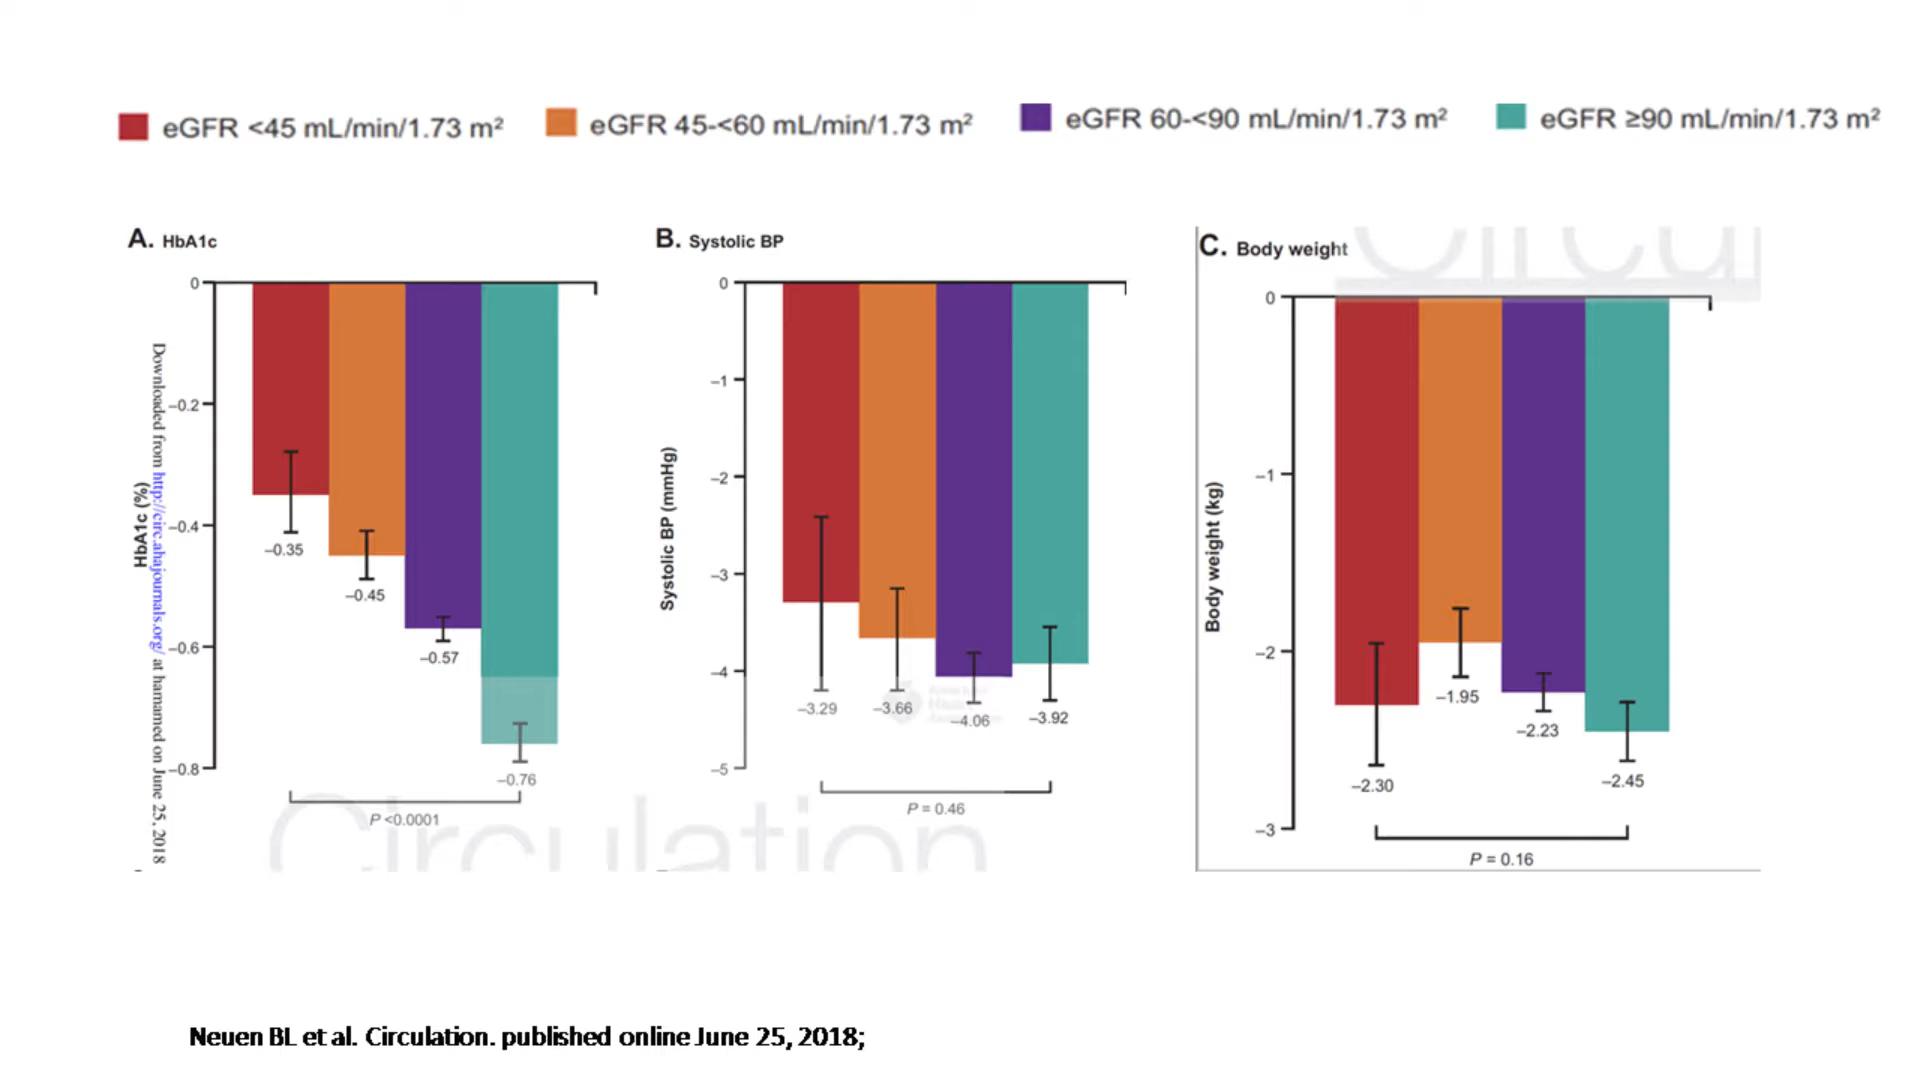 eGFR <45 mL/min/1.73 m²
eGFR 45-<60 mL/min/1.73 m²
eGFR 60-<90 mL/min/1.73 m²
eGFR ≥90 mL/min/1.73 m²
A. HbA1c
0
–0.2
–0.4
–0.6
–0.8
HbA1c (%)
Downloaded from http://circ.ahajournals.org/ at hamamed on June 25, 2018
–0.35
–0.45
–0.57
–0.76
P <0.0001
B. Systolic BP
0
–1
–2
–3
–4
–5
Systolic BP (mmHg)
–3.29
–3.66
–4.06
–3.92
P = 0.46
Circulation
C. Body weight
0
–1
–2
–3
Body weight (kg)
–2.30
–1.95
–2.23
–2.45
P = 0.16
Neuen BL et al. Circulation. published online June 25, 2018;